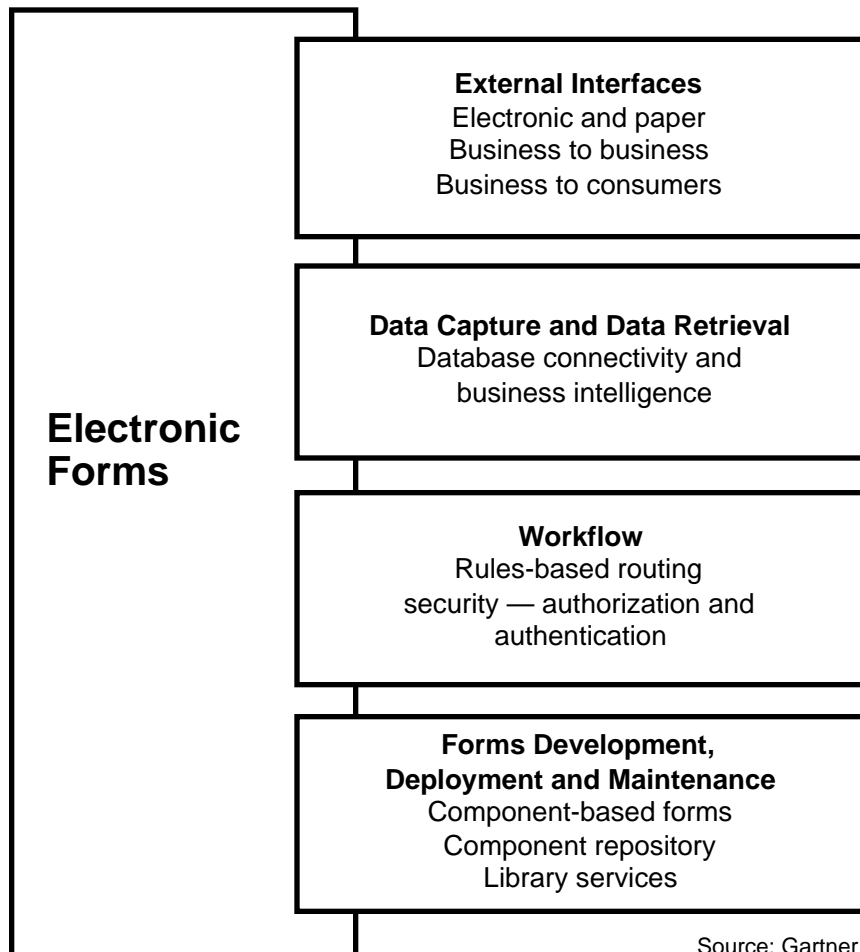 External Interfaces
Electronic and paper
Business to business
Business to consumers
Data Capture and Data Retrieval
Database connectivity and
business intelligence
Electronic
Forms
Workflow
Rules-based routing
security — authorization and
authentication
Forms Development,
Deployment and Maintenance
Component-based forms
Component repository
Library services
Source: Gartner